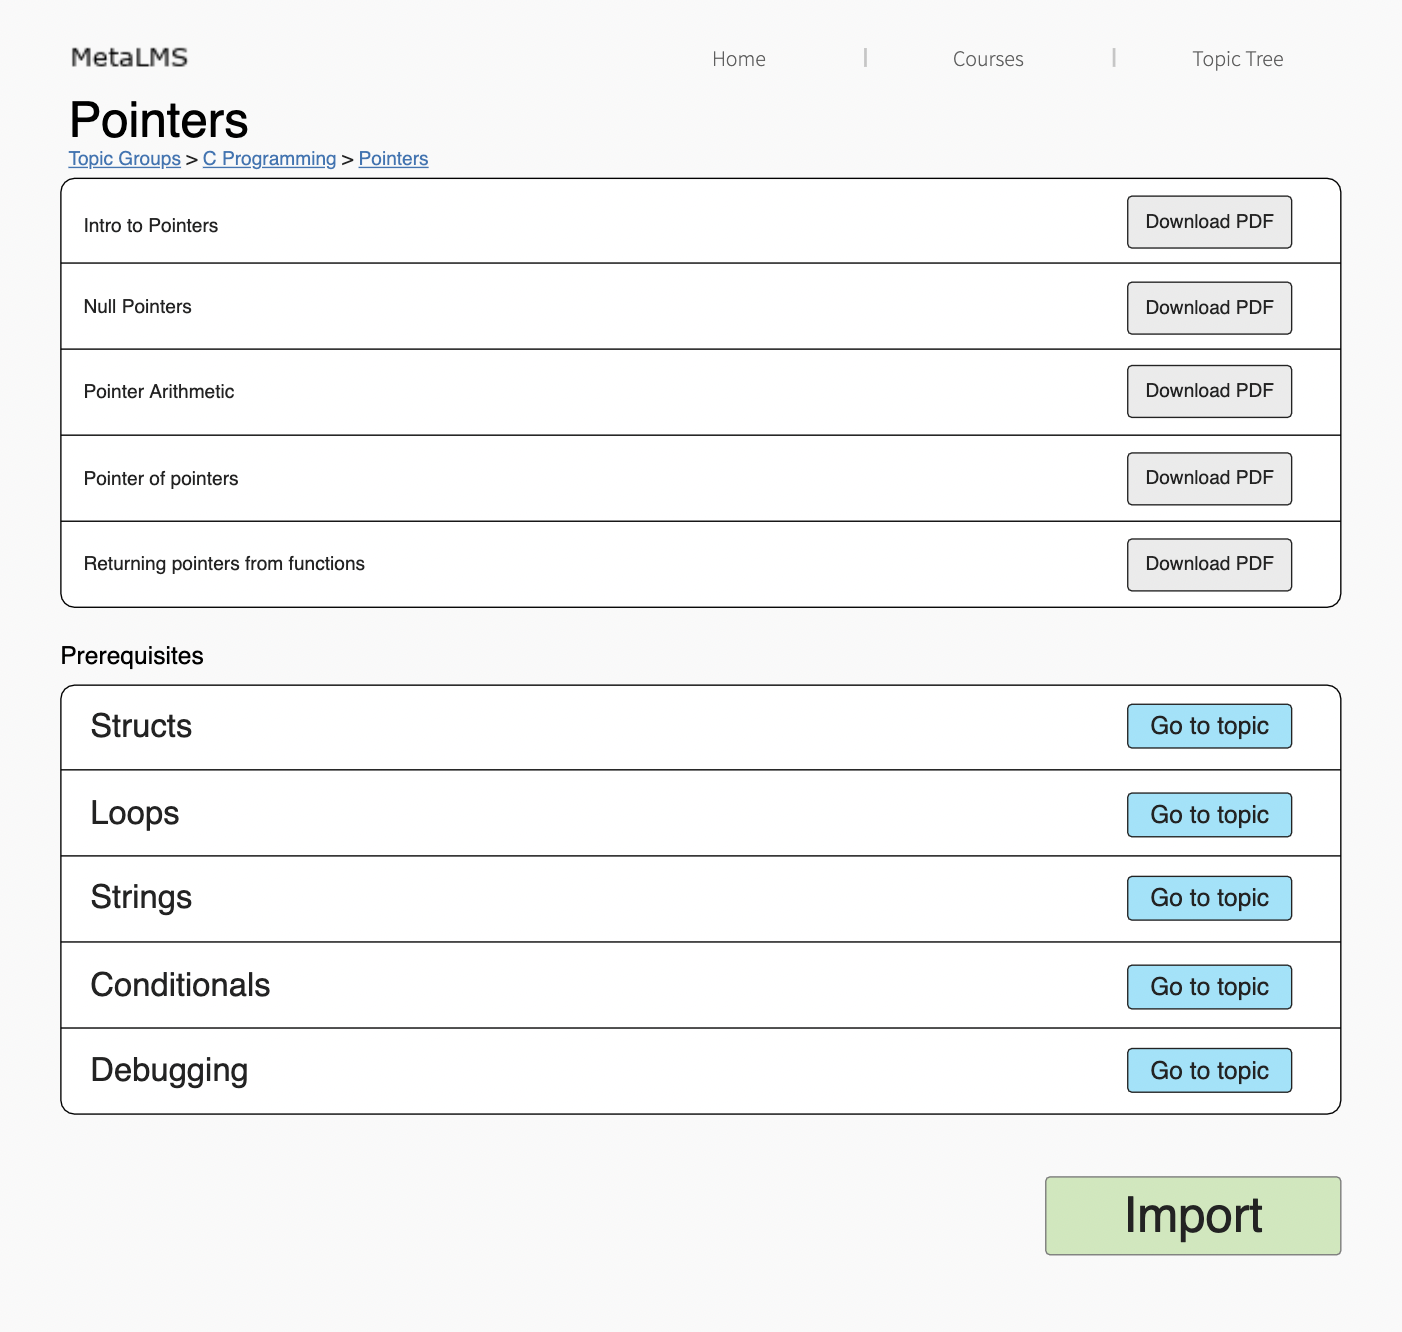 MetaLMS
Home | Courses | Topic Tree
Pointers
Topic Groups > C Programming > Pointers
Intro to Pointers Download PDF
Null Pointers Download PDF
Pointer Arithmetic Download PDF
Pointer of pointers Download PDF
Returning pointers from functions Download PDF
Prerequisites
Structs Go to topic
Loops Go to topic
Strings Go to topic
Conditionals Go to topic
Debugging Go to topic
Import